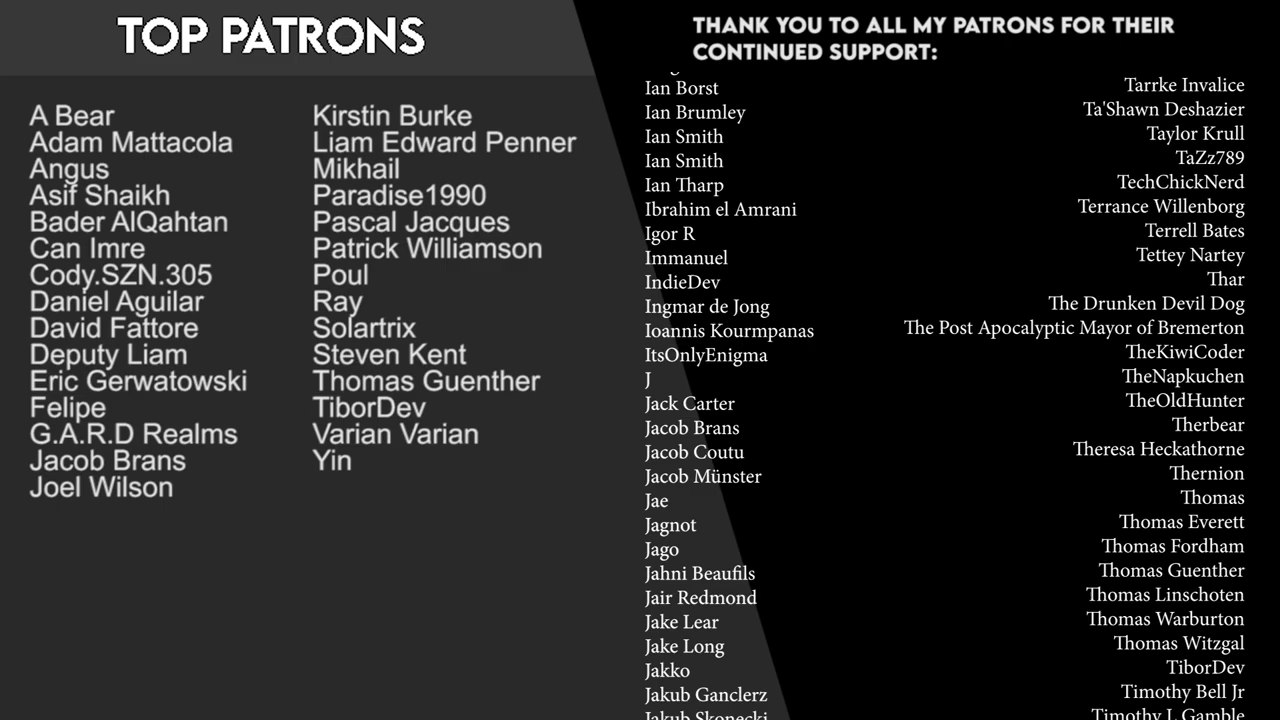 TOP PATRONS
A Bear
Adam Mattacola
Angus
Asif Shaikh
Bader AlQahtan
Can Imre
Cody.SZN.305
Daniel Aguilar
David Fattore
Deputy Liam
Eric Gerwatowski
Felipe
G.A.R.D Realms
Jacob Brans
Joel Wilson
Kirstin Burke
Liam Edward Penner
Mikhail
Paradise1990
Pascal Jacques
Patrick Williamson
Poul
Ray
Solartrix
Steven Kent
Thomas Guenther
TiborDev
Varian Varian
Yin
THANK YOU TO ALL MY PATRONS FOR THEIR
CONTINUED SUPPORT:
Ian Borst
Ian Brumley
Ian Smith
Ian Smith
Ian Tharp
Ibrahim el Amrani
Igor R
Immanuel
IndieDev
Ingmar de Jong
Ioannis Kourmpanas
ItsOnlyEnigma
J
Jack Carter
Jacob Brans
Jacob Coutu
Jacob Münster
Jae
Jagnot
Jago
Jahni Beaufils
Jair Redmond
Jake Lear
Jake Long
Jakko
Jakub Ganclerz
Jakub Skonecki
Tarrke Invalice
Ta'Shawn Deshazier
Taylor Krull
TaZz789
TechChickNerd
Terrance Willenborg
Terrell Bates
Tettey Nartey
Thar
The Drunken Devil Dog
The Post Apocalyptic Mayor of Bremerton
TheKiwiCoder
TheNapkuchen
TheOldHunter
Therbear
Theresa Heckathorne
Thernion
Thomas
Thomas Everett
Thomas Fordham
Thomas Guenther
Thomas Linschoten
Thomas Warburton
Thomas Witzgal
TiborDev
Timothy Bell Jr
Timothy L Gamble